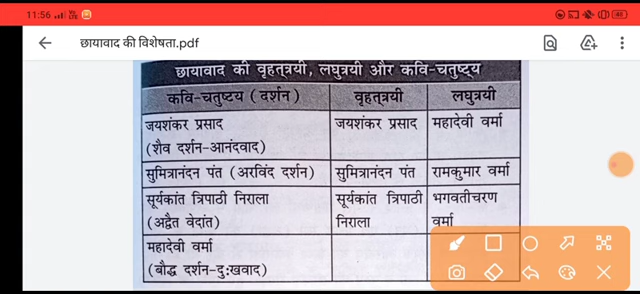 11:56
48
छायावाद की विशेषता.pdf
छायावाद की वृहत्त्रयी, लघुत्रयी और कवि-चतुष्ट्य
कवि-चतुष्टय (दर्शन) वृहत्त्रयी लघुत्रयी
जयशंकर प्रसाद जयशंकर प्रसाद महादेवी वर्मा
(शैव दर्शन-आनंदवाद)
सुमित्रानंदन पंत (अरविंद दर्शन) सुमित्रानंदन पंत रामकुमार वर्मा
सूर्यकांत त्रिपाठी निराला सूर्यकांत त्रिपाठी भगवतीचरण
(अद्वैत वेदांत) निराला वर्मा
महादेवी वर्मा
(बौद्ध दर्शन-दुःखवाद)